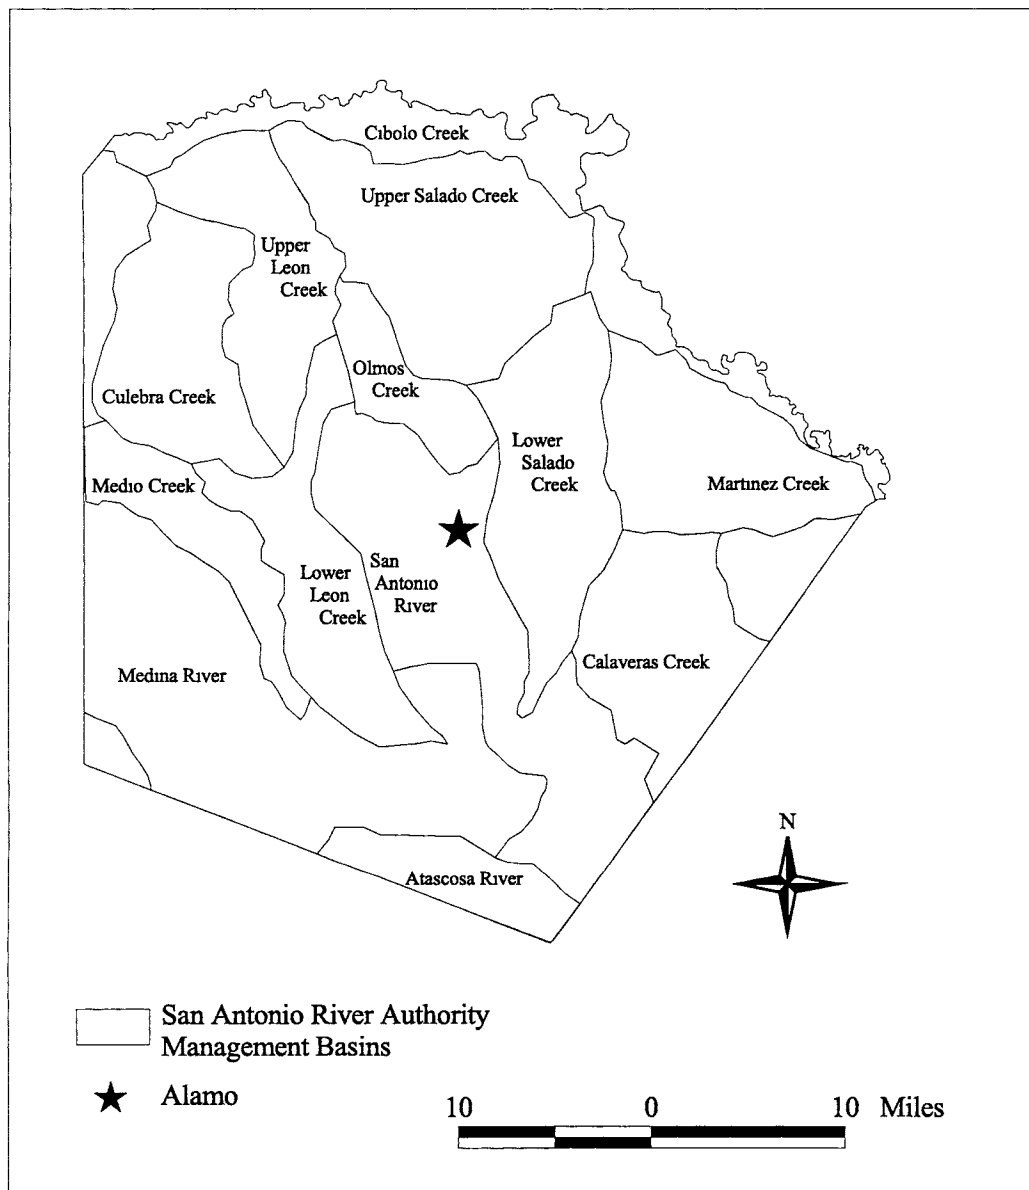 Cibolo Creek
Upper Salado Creek
Upper
Leon
Creek
Olmos
Creek
Culebra Creek
Lower
Salado
Creek
Medio Creek
Martinez Creek
San
Antonio
River
Lower
Leon
Creek
Calaveras Creek
Medina River
N
Atascosa River
San Antonio River Authority
Management Basins
Alamo
10 0 10 Miles